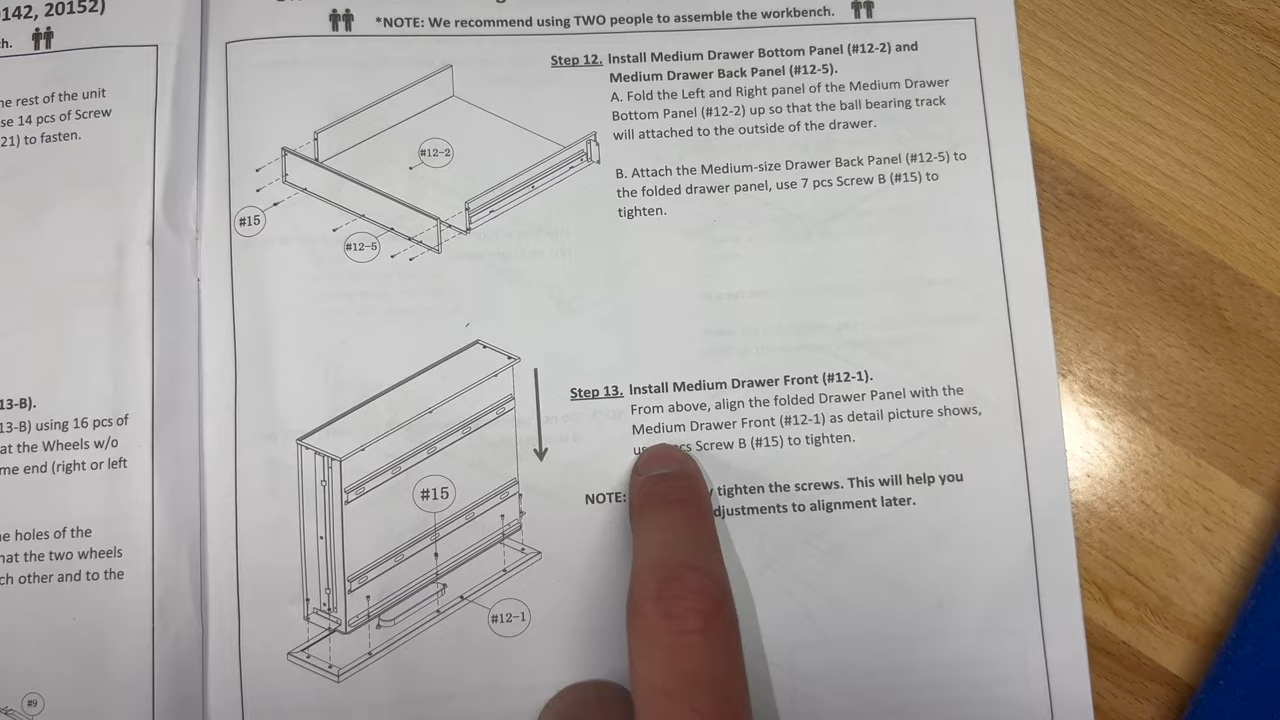 142, 20152)
ch.
he rest of the unit
se 14 pcs of Screw
21) to fasten.
13-B).
13-B) using 16 pcs of
at the Wheels w/o
me end (right or left
e holes of the
hat the two wheels
ch other and to the
#9
*NOTE: We recommend using TWO people to assemble the workbench.
Step 12. Install Medium Drawer Bottom Panel (#12-2) and
Medium Drawer Back Panel (#12-5).
A. Fold the Left and Right panel of the Medium Drawer
Bottom Panel (#12-2) up so that the ball bearing track
will attached to the outside of the drawer.
B. Attach the Medium-size Drawer Back Panel (#12-5) to
the folded drawer panel, use 7 pcs Screw B (#15) to
tighten.
#12-2
#15
#12-5
Step 13. Install Medium Drawer Front (#12-1).
From above, align the folded Drawer Panel with the
Medium Drawer Front (#12-1) as detail picture shows,
Screw B (#15) to tighten.
NOTE: tighten the screws. This will help you
djustments to alignment later.
#15
#12-1